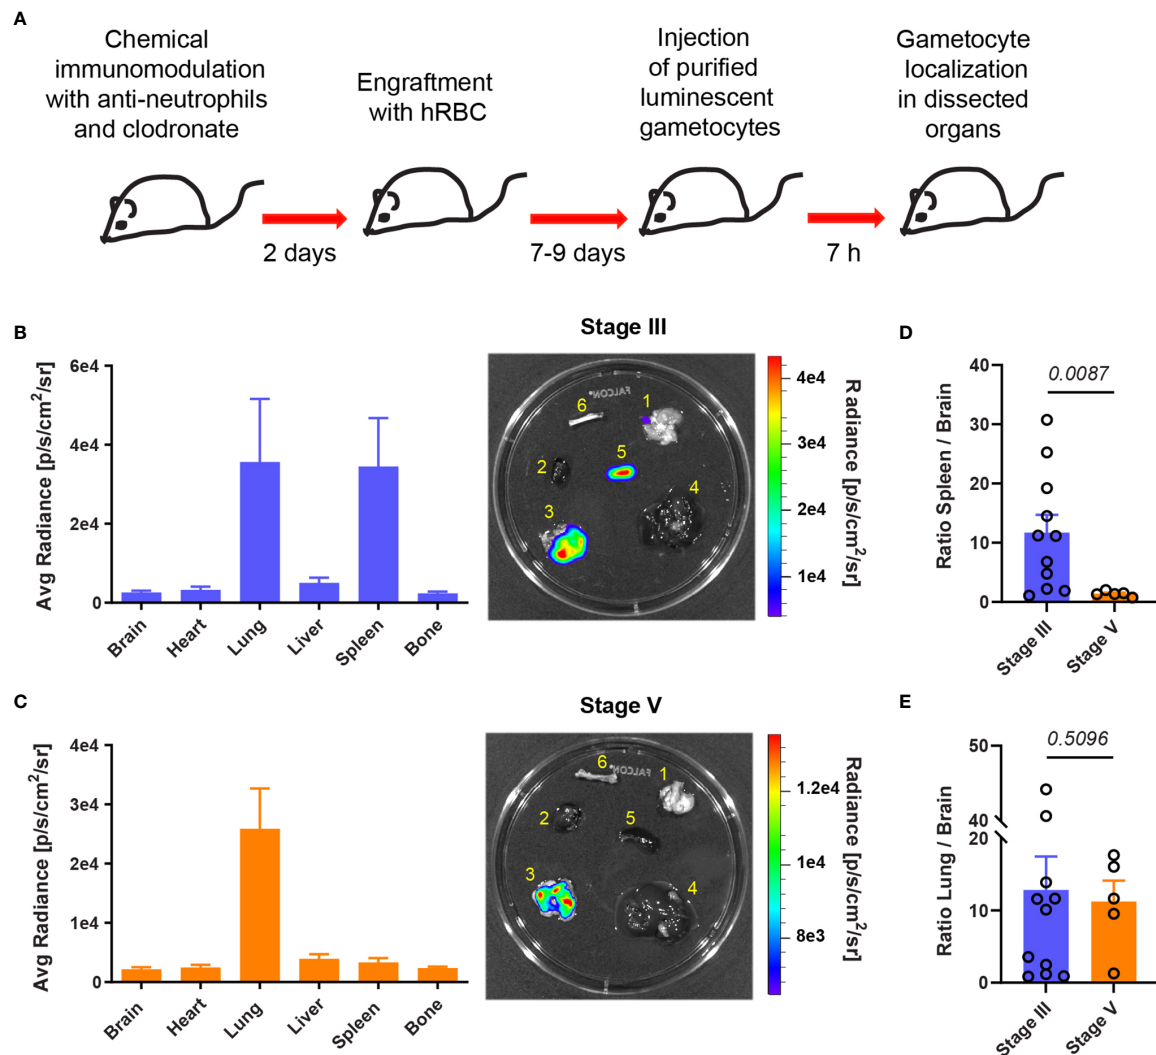 A
Chemical
immunomodulation
with anti-neutrophils
and clodronate
Engraftment
with hRBC
Injection
of purified
luminescent
gametocytes
Gametocyte
localization
in dissected
organs
2 days
7-9 days
7 h
B
Avg Radiance [p/s/cm²/sr]
6e4
4e4
2e4
0
Brain
Heart
Lung
Liver
Spleen
Bone
Stage III
FALCON
6
1
2
5
4
3
4e4
3e4
2e4
1e4
Radiance [p/s/cm²/sr]
D
Ratio Spleen / Brain
40
30
20
10
0
0.0087
Stage III
Stage V
C
Avg Radiance [p/s/cm²/sr]
4e4
3e4
2e4
1e4
0
Brain
Heart
Lung
Liver
Spleen
Bone
Stage V
FALCON
6
1
2
5
3
4
1.2e4
1e4
8e3
Radiance [p/s/cm²/sr]
E
Ratio Lung / Brain
50
40
20
10
0
0.5096
Stage III
Stage V